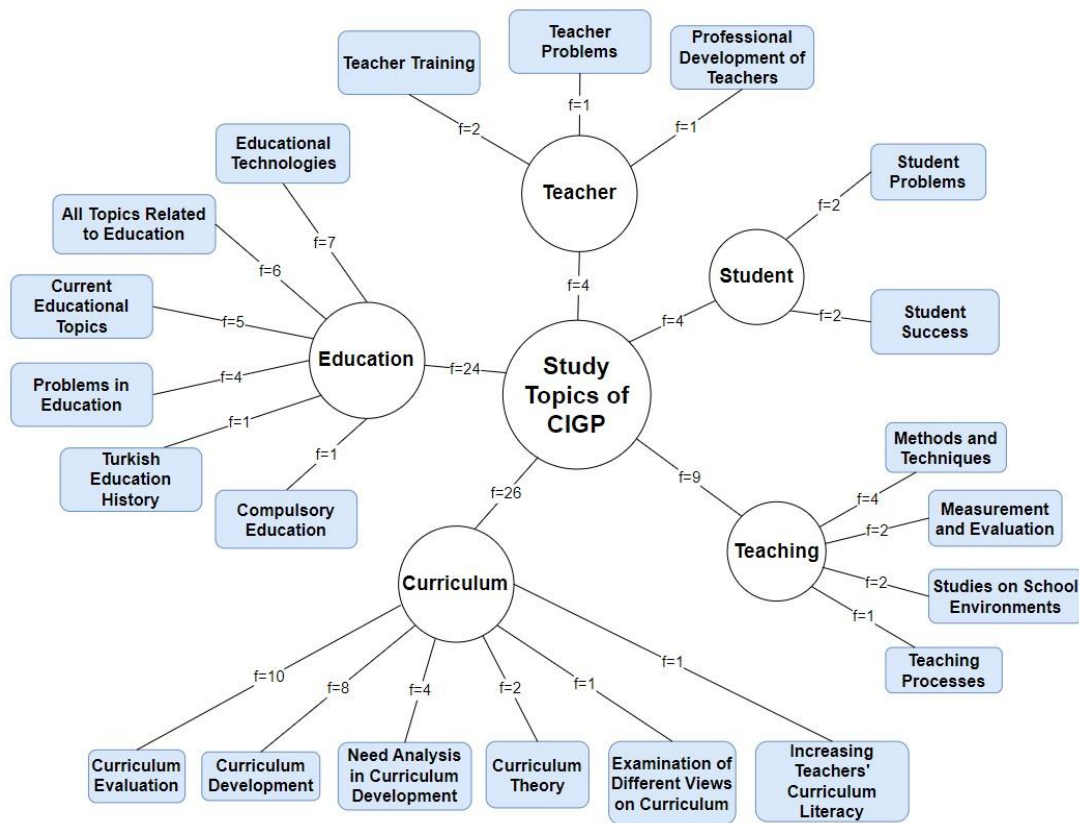 Teacher
Problems
Professional
Development of
Teachers
Teacher Training
f=1
f=2
f=1
Educational
Technologies
Student
Problems
Teacher
All Topics Related
to Education
f=2
f=7
f=6
Student
Current
Educational
Topics
f=4
f=5
f=4
f=2
Student
Success
Education
f=24
Study
Topics of
CIGP
Problems in
Education
f=4
f=1
Turkish
Education
History
f=1
Compulsory
Education
Methods and
Techniques
f=9
f=26
f=4
Measurement
and Evaluation
f=2
Teaching
f=2
Studies on School
Environments
Curriculum
f=1
Teaching
Processes
f=10
f=8
f=4
f=2
f=1
f=1
Curriculum
Evaluation
Curriculum
Development
Need Analysis
in Curriculum
Development
Curriculum
Theory
Examination of
Different Views
on Curriculum
Increasing
Teachers'
Curriculum
Literacy